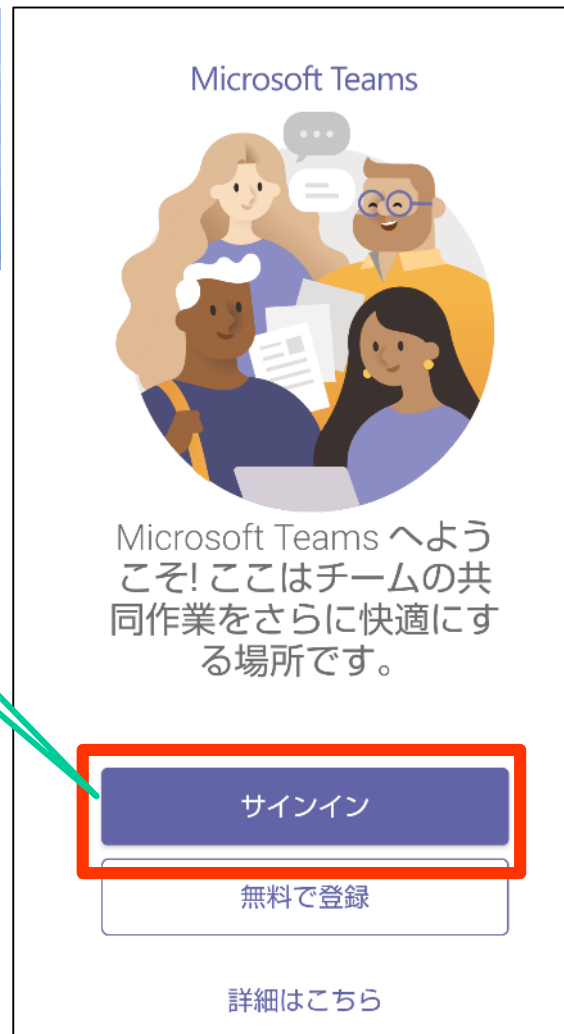 Microsoft Teams
Microsoft Teams へよう
こそ! ここはチームの共
同作業をさらに快適にす
る場所です。
サインイン
無料で登録
詳細はこちら